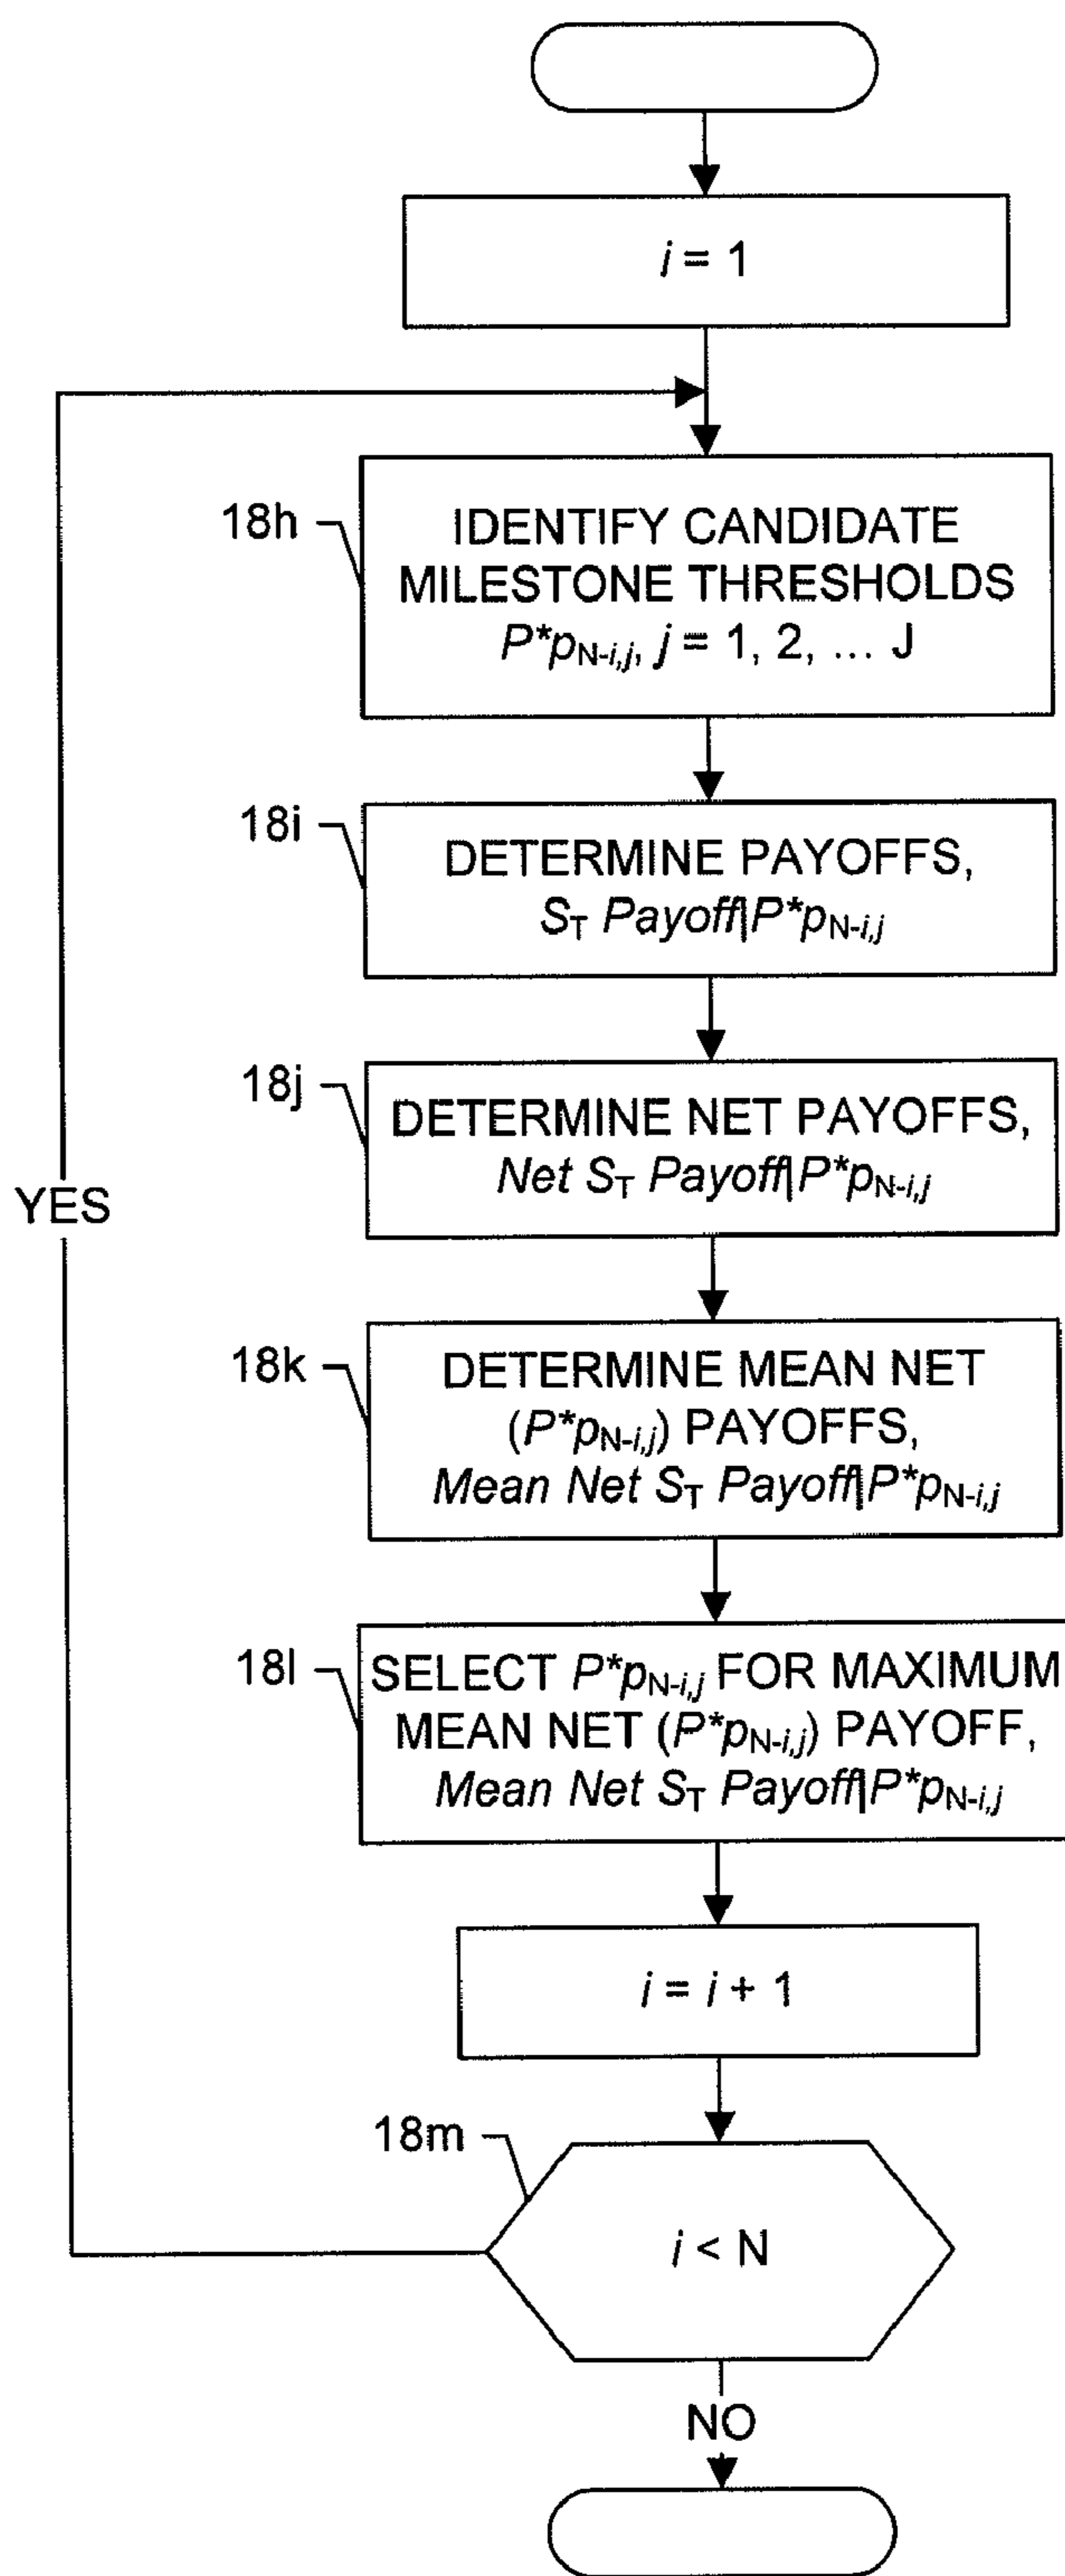 i = 1
18h
IDENTIFY CANDIDATE
MILESTONE THRESHOLDS
P*pN-i,j, j = 1, 2, ... J
18i
DETERMINE PAYOFFS,
ST Payoff|P*pN-i,j
18j
DETERMINE NET PAYOFFS,
Net ST Payoff|P*pN-i,j
YES
18k
DETERMINE MEAN NET
(P*pN-i,j) PAYOFFS,
Mean Net ST Payoff|P*pN-i,j
18l
SELECT P*pN-i,j FOR MAXIMUM
MEAN NET (P*pN-i,j) PAYOFF,
Mean Net ST Payoff|P*pN-i,j
i = i + 1
18m
i < N
NO